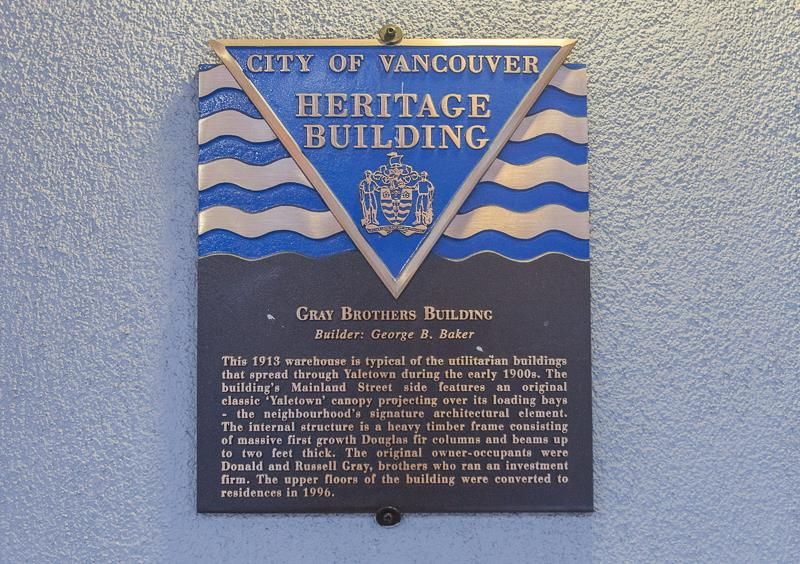 CITY OF VANCOUVER
HERITAGE
BUILDING
GRAY BROTHERS BUILDING
Builder: George B. Baker
This 1913 warehouse is typical of the utilitarian buildings
that spread through Yaletown during the early 1900s. The
building's Mainland Street side features an original
classic 'Yaletown' canopy projecting over its loading bays
- the neighbourhood's signature architectural element.
The internal structure is a heavy timber frame consisting
of massive first growth Douglas fir columns and beams up
to two feet thick. The original owner-occupants were
Donald and Russell Gray, brothers who ran an investment
firm. The upper floors of the building were converted to
residences in 1996.